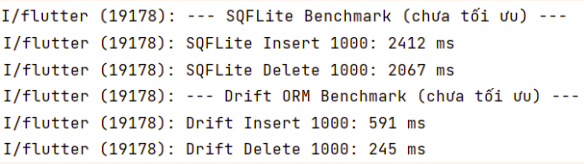 I/flutter (19178): --- SQFLite Benchmark (chưa tối ưu) ---
I/flutter (19178): SQFLite Insert 1000: 2412 ms
I/flutter (19178): SQFLite Delete 1000: 2067 ms
I/flutter (19178): --- Drift ORM Benchmark (chưa tối ưu) ---
I/flutter (19178): Drift Insert 1000: 591 ms
I/flutter (19178): Drift Delete 1000: 245 ms